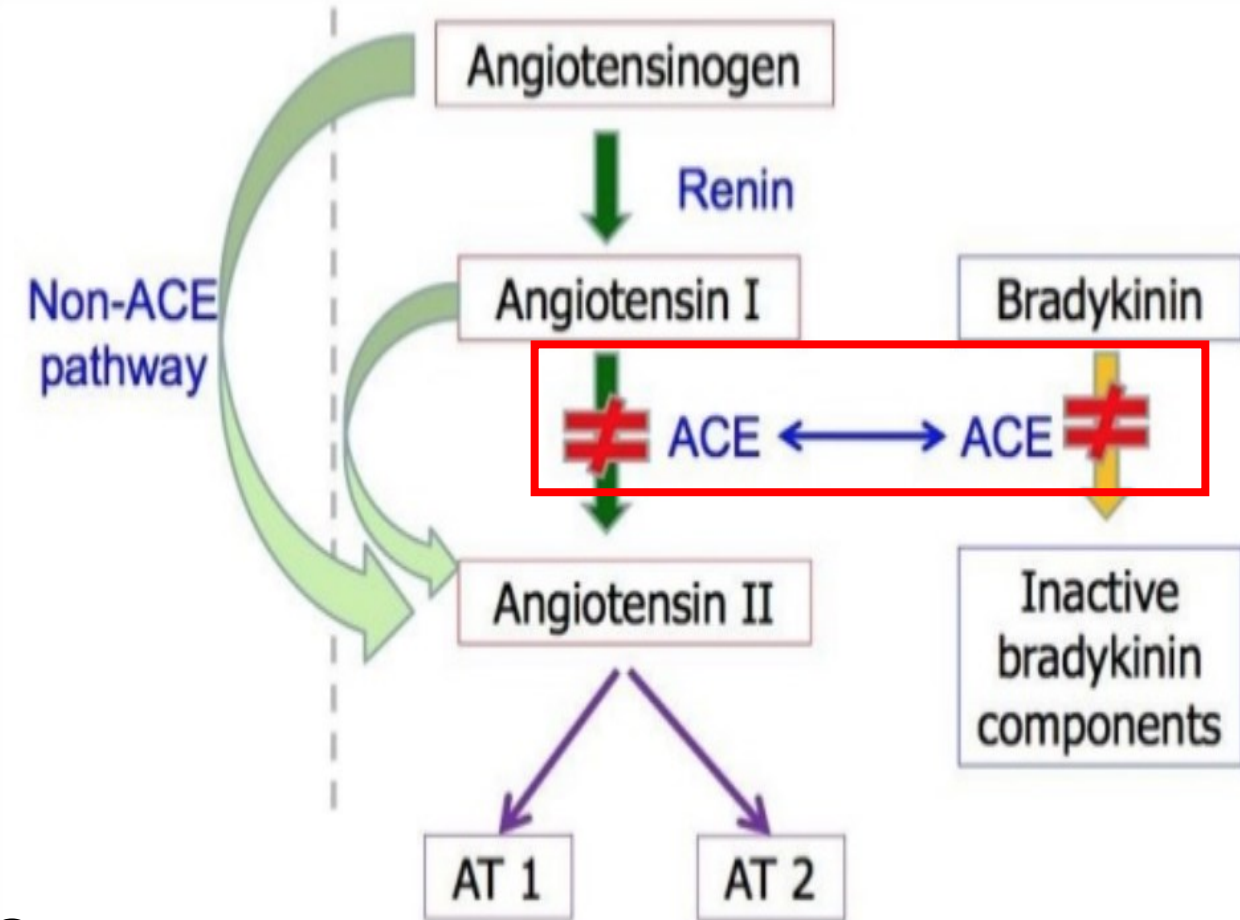 Angiotensinogen
Renin
Non-ACE
pathway
Angiotensin I
Bradykinin
ACE
ACE
Angiotensin II
Inactive
bradykinin
components
AT 1
AT 2